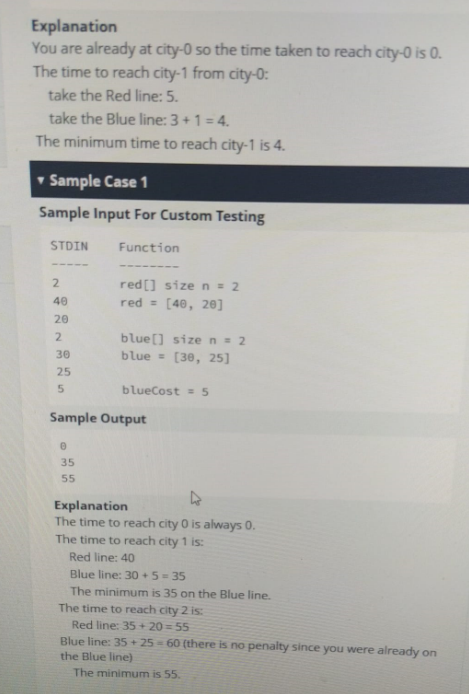 Explanation
You are already at city-0 so the time taken to reach city-0 is 0.
The time to reach city-1 from city-0:
take the Red line: 5.
take the Blue line: 3 + 1 = 4.
The minimum time to reach city-1 is 4.
▼ Sample Case 1
Sample Input For Custom Testing
STDIN Function
----- --------
2 red[] size n = 2
40 red = [40, 20]
20
2 blue[] size n = 2
30 blue = [30, 25]
25
5 blueCost = 5
Sample Output
0
35
55
Explanation
The time to reach city 0 is always 0.
The time to reach city 1 is:
Red line: 40
Blue line: 30 + 5 = 35
The minimum is 35 on the Blue line.
The time to reach city 2 is:
Red line: 35 + 20 = 55
Blue line: 35 + 25 = 60 (there is no penalty since you were already on
the Blue line)
The minimum is 55.